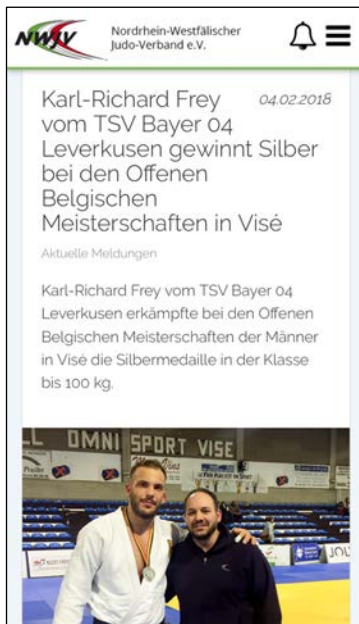 NWJV
Nordrhein-Westfälischer
Judo-Verband e.V.
Karl-Richard Frey 04.02.2018
vom TSV Bayer 04
Leverkusen gewinnt Silber
bei den Offenen
Belgischen
Meisterschaften in Visé
Aktuelle Meldungen
Karl-Richard Frey vom TSV Bayer 04
Leverkusen erkämpfte bei den Offenen
Belgischen Meisterschaften der Männer
in Visé die Silbermedaille in der Klasse
bis 100 kg.
OMNI SPORT VISE